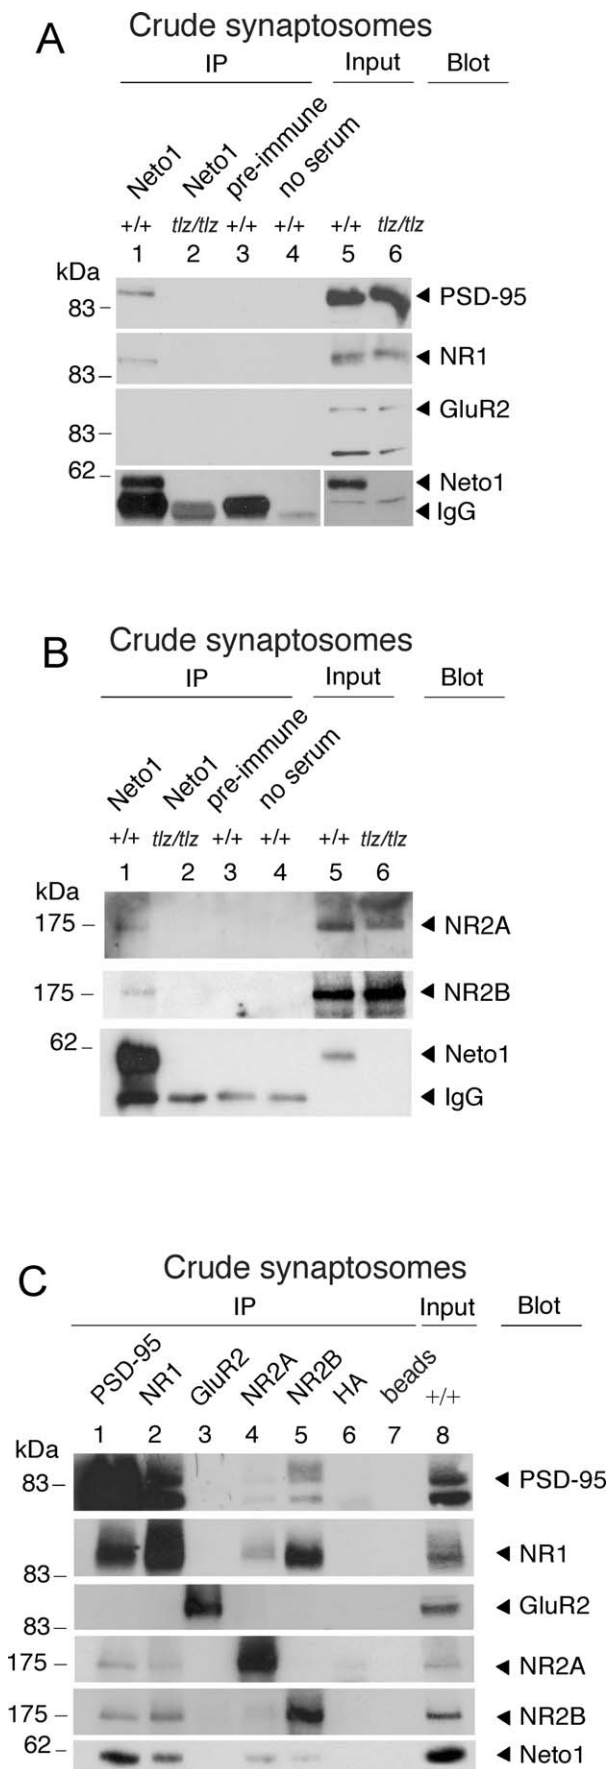 A
Crude synaptosomes
IP Input Blot
Neto1 Neto1 pre-immune no serum
+/+ tlz/tlz +/+ +/+ +/+ tlz/tlz
1 2 3 4 5 6
kDa
83 – ◄ PSD-95
83 – ◄ NR1
◄ GluR2
83 –
62 – ◄ Neto1
◄ IgG
B
Crude synaptosomes
IP Input Blot
Neto1 Neto1 pre-immune no serum
+/+ tlz/tlz +/+ +/+ +/+ tlz/tlz
1 2 3 4 5 6
kDa
175 – ◄ NR2A
175 – ◄ NR2B
62 – ◄ Neto1
◄ IgG
C
Crude synaptosomes
IP Input Blot
PSD-95 NR1 GluR2 NR2A NR2B HA beads +/+
1 2 3 4 5 6 7 8
kDa
83 – ◄ PSD-95
◄ NR1
83 –
◄ GluR2
83 –
175 – ◄ NR2A
175 – ◄ NR2B
62 – ◄ Neto1